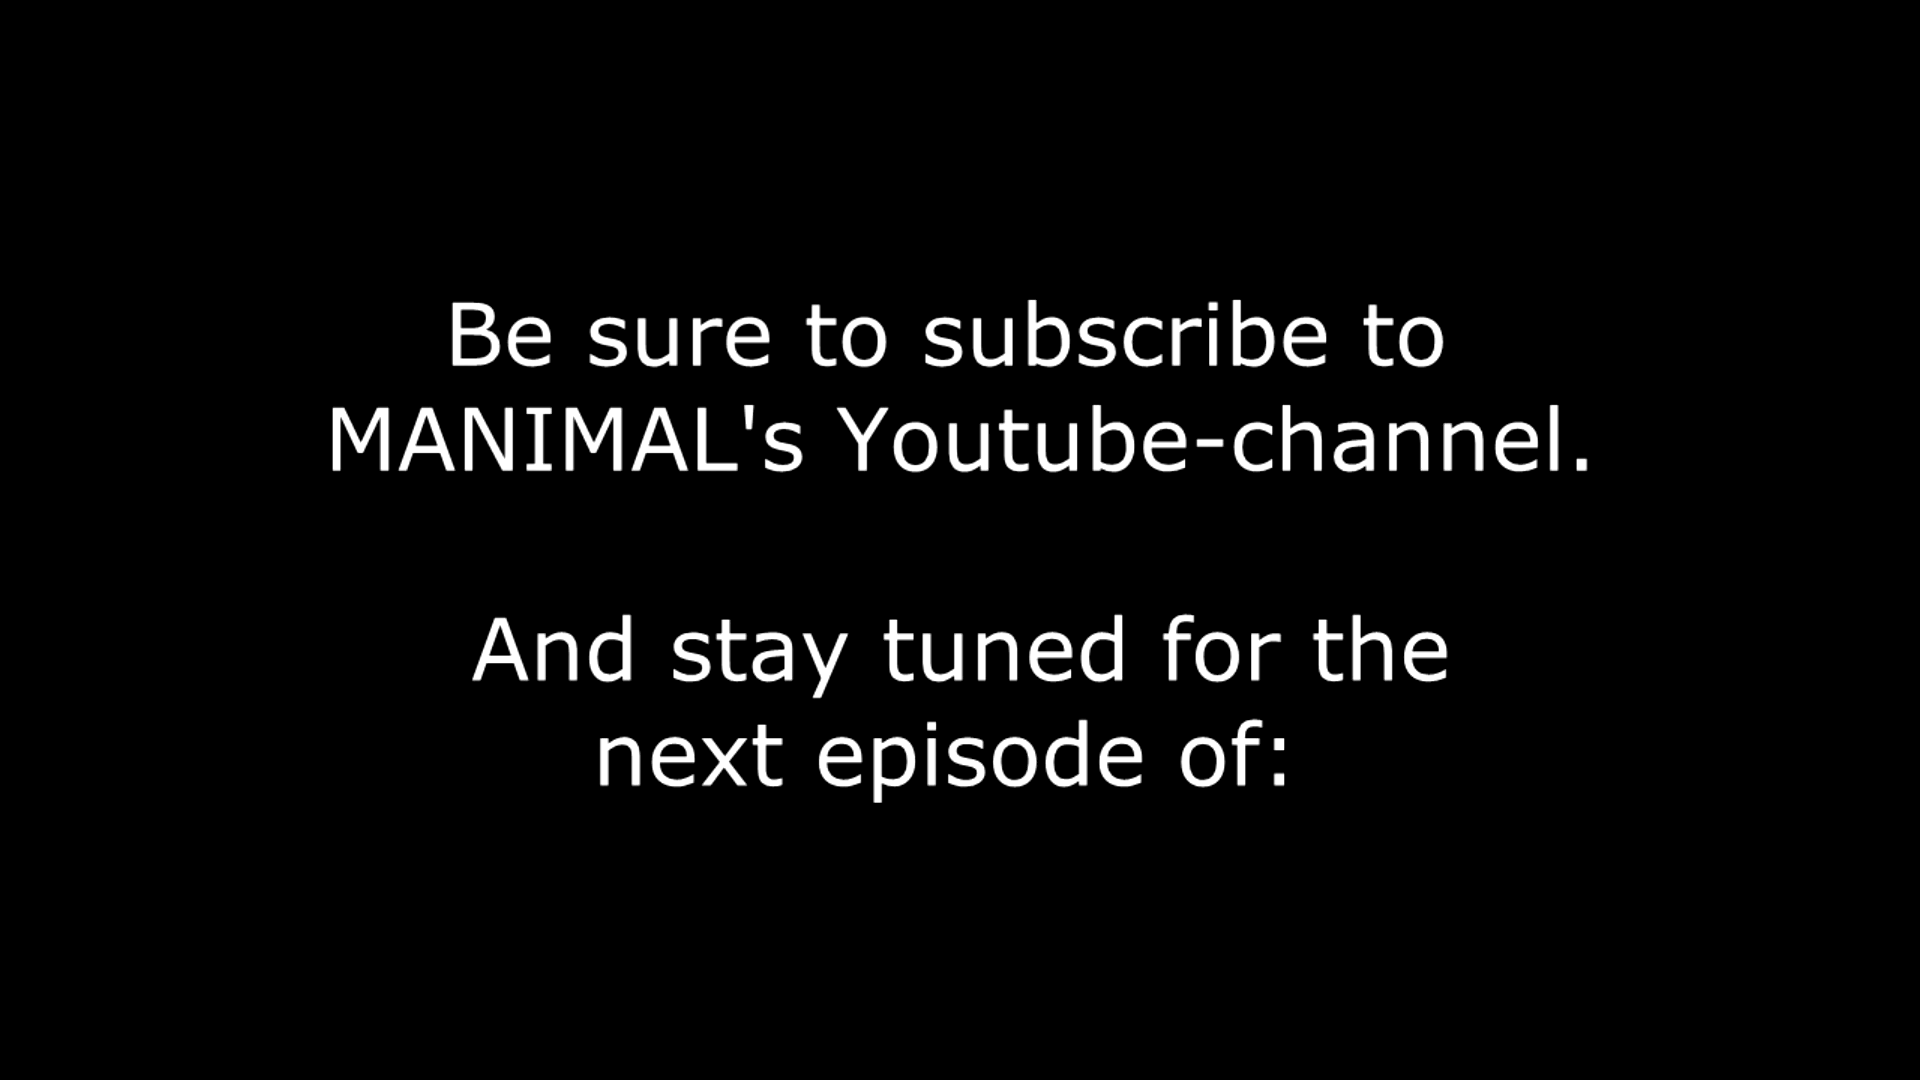 Be sure to subscribe to
MANIMAL's Youtube-channel.
And stay tuned for the
next episode of: